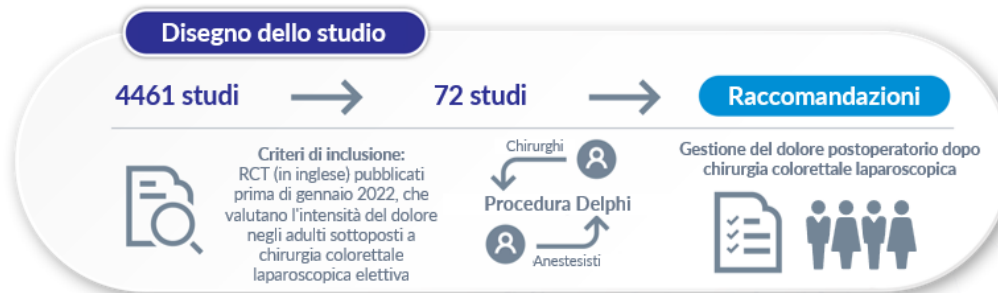 Disegno dello studio
4461 studi
72 studi
Raccomandazioni
Criteri di inclusione:
RCT (in inglese) pubblicati
prima di gennaio 2022, che
valutano l'intensità del dolore
negli adulti sottoposti a
chirurgia colorettale
laparoscopica elettiva
Chirurghi
Procedura Delphi
Anestesisti
Gestione del dolore postoperatorio dopo
chirurgia colorettale laparoscopica